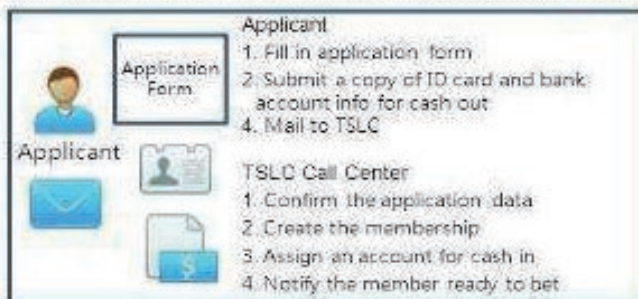 Applicant
1. Fill in application form
2. Submit a copy of ID card and bank
account info for cash out
4. Mail to TSLC
Application
Form
Applicant
TSLC Call Center
1. Confirm the application data
2. Create the membership
3. Assign an account for cash in
4. Notify the member ready to bet
$